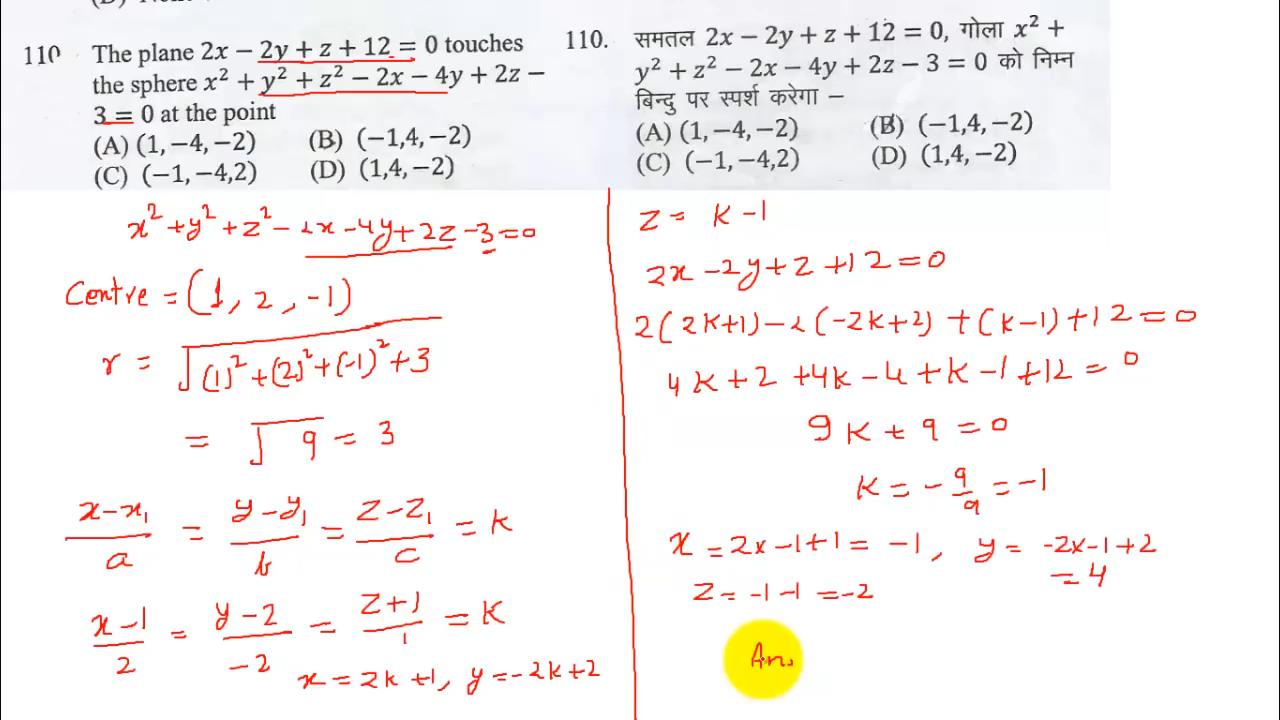 110 The plane 2x − 2y + z + 12 = 0 touches
the sphere x² + y² + z² − 2x − 4y + 2z −
3 = 0 at the point
(A) (1, −4, −2) (B) (−1,4, −2)
(C) (−1, −4,2) (D) (1,4, −2)
110. समतल 2x − 2y + z + 12 = 0, गोला x² +
y² + z² − 2x − 4y + 2z − 3 = 0 को निम्न
बिन्दु पर स्पर्श करेगा −
(A) (1, −4, −2) (B) (−1,4, −2)
(C) (−1, −4,2) (D) (1,4, −2)
x² + y² + z² − 2x − 4y + 2z − 3 = 0
Centre = (1, 2, −1)
r = √(1)² + (2)² + (−1)² + 3
= √9 = 3
x − x₁ / a = y − y₁ / b = z − z₁ / c = k
x − 1 / 2 = y − 2 / −2 = z + 1 / 1 = k
x = 2k + 1, y = −2k + 2
z = k − 1
2x − 2y + z + 12 = 0
2(2k+1) − 2(−2k+2) + (k−1) + 12 = 0
4k + 2 + 4k − 4 + k − 1 + 12 = 0
9k + 9 = 0
k = − 9/9 = −1
x = 2x − 1 + 1 = −1, y = −2x − 1 + 2
= 4
z = −1 − 1 = −2
Ans.